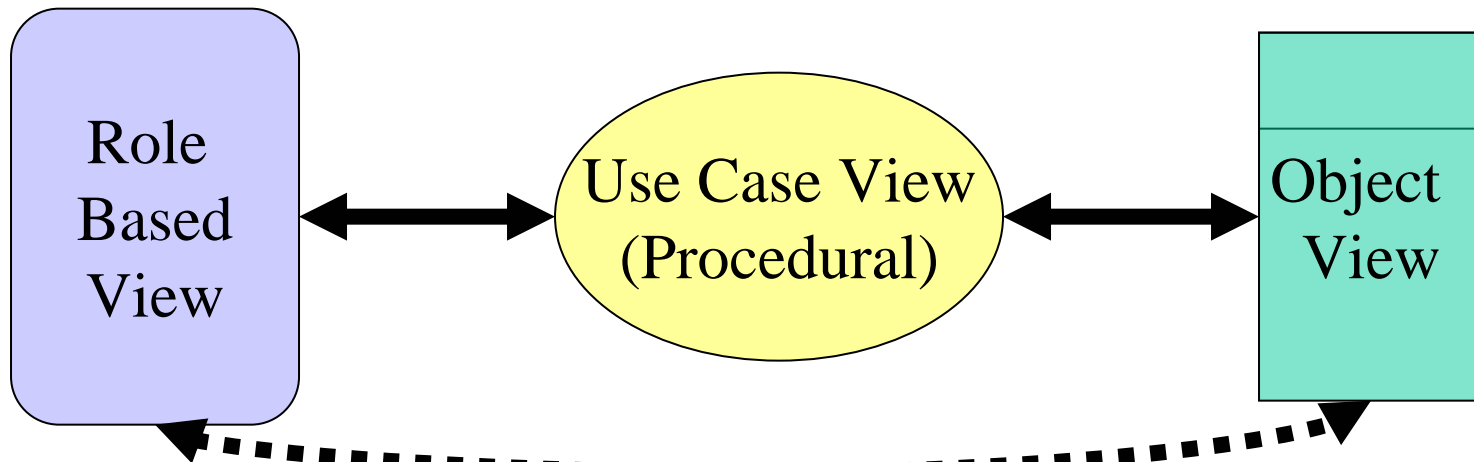 Role
Based
View
Use Case View
(Procedural)
Object
View